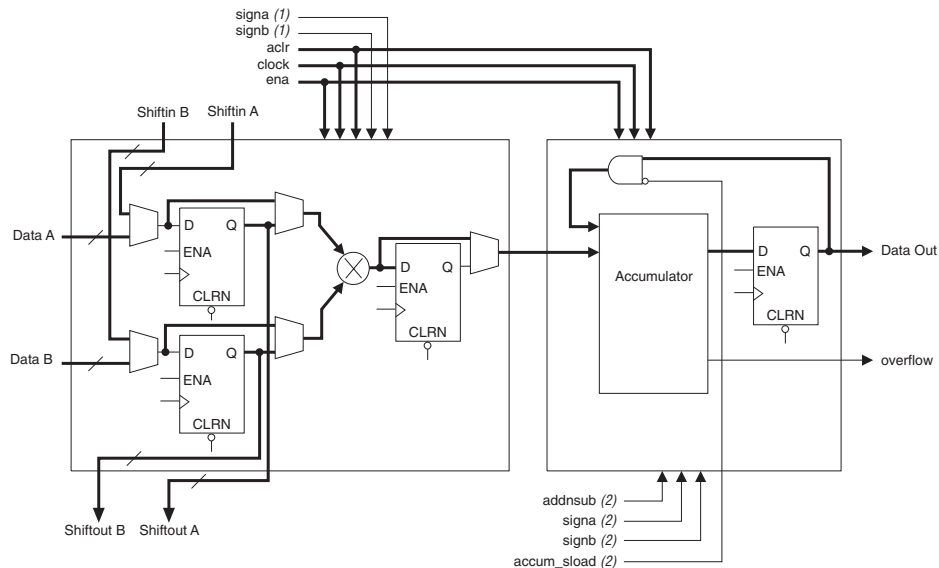 signa (1)
signb (1)
aclr
clock
ena
Shiftin B
Shiftin A
Data A
D
Q
ENA
CLRN
Data B
D
Q
ENA
CLRN
D
Q
ENA
CLRN
Shiftout B
Shiftout A
Accumulator
D
Q
ENA
CLRN
Data Out
overflow
addnsub (2)
signa (2)
signb (2)
accum_sload (2)